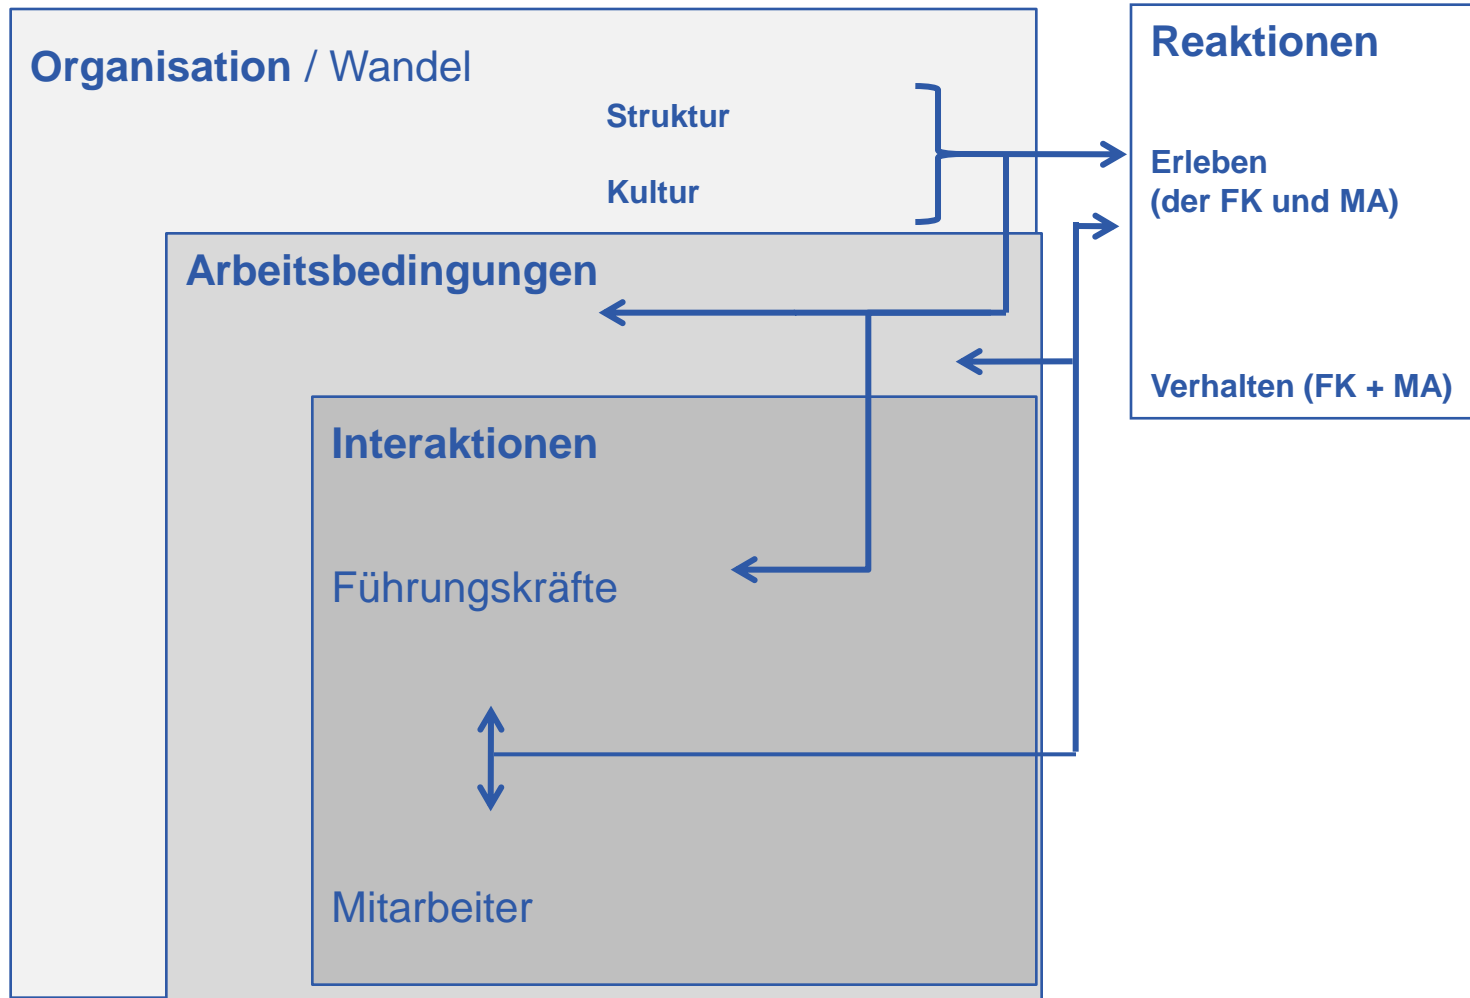 Organisation / Wandel
Struktur
Kultur
Arbeitsbedingungen
Interaktionen
Führungskräfte
Mitarbeiter
Reaktionen
Erleben
(der FK und MA)
Verhalten (FK + MA)